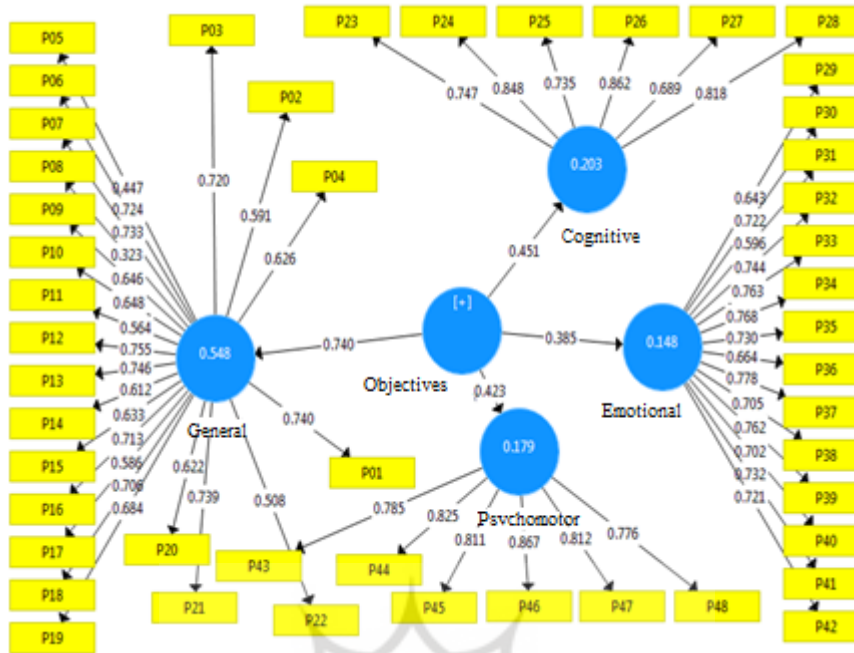 P23
P24
P25
P26
P27
P28
0.747
0.848
0.735
0.862
0.689
0.818
0.203
Cognitive
0.451
P03
P02
P04
0.720
0.591
0.626
P05
P06
P07
P08
P09
P10
P11
P12
P13
P14
P15
P16
P17
P18
P19
0.447
0.724
0.733
0.323
0.646
0.648
0.564
0.755
0.746
0.612
0.633
0.713
0.586
0.706
0.684
0.548
General
0.740
[+]
Objectives
0.385
0.148
Emotional
P29
P30
P31
P32
P33
P34
P35
P36
P37
P38
P39
P40
P41
P42
0.643
0.722
0.596
0.744
0.763
0.768
0.730
0.664
0.778
0.705
0.762
0.702
0.732
0.721
0.423
0.179
Psychomotor
0.740
P01
0.622
0.739
0.508
P20
P21
P22
0.785
0.825
0.811
0.867
0.812
0.776
P43
P44
P45
P46
P47
P48